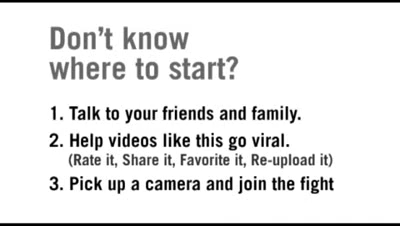 Don't know
where to start?
1. Talk to your friends and family.
2. Help videos like this go viral.
(Rate it, Share it, Favorite it, Re-upload it)
3. Pick up a camera and join the fight